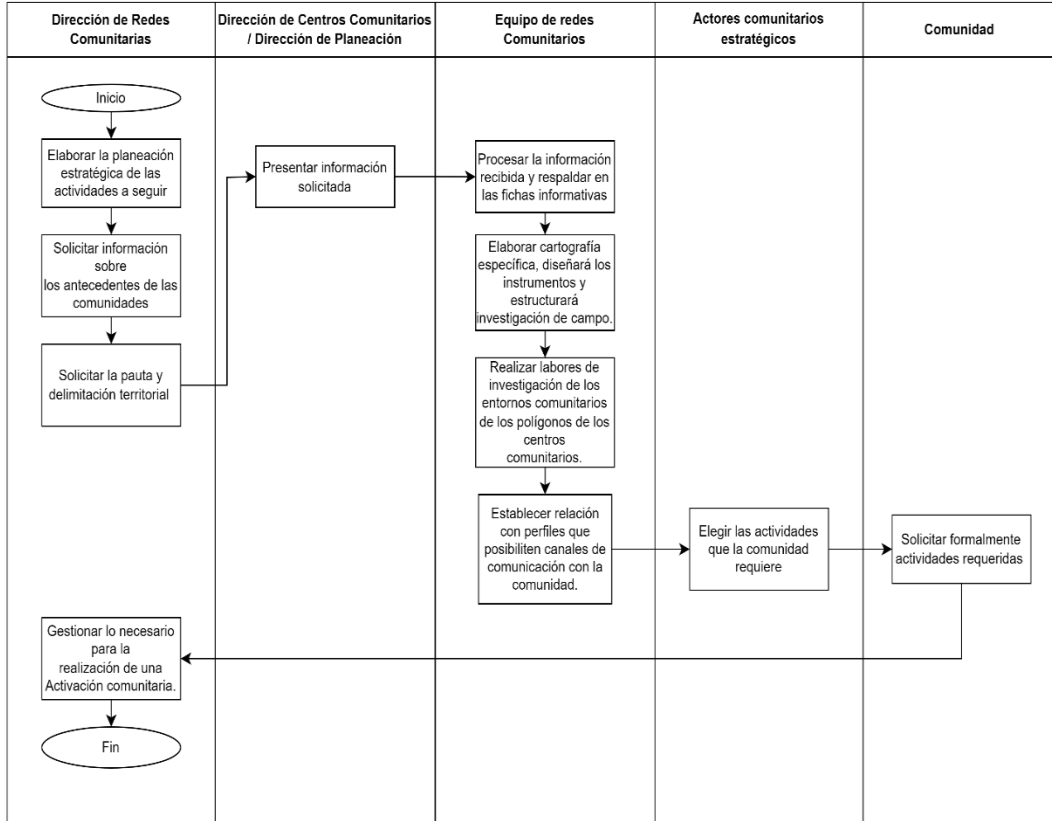 Dirección de Redes
Comunitarias
Dirección de Centros Comunitarios
/ Dirección de Planeación
Equipo de redes
Comunitarios
Actores comunitarios
estratégicos
Comunidad
Inicio
Elaborar la planeación
estratégica de las
actividades a seguir
Solicitar información
sobre
los antecedentes de las
comunidades
Solicitar la pauta y
delimitación territorial
Presentar información
solicitada
Procesar la información
recibida y respaldar en
las fichas informativas
Elaborar cartografía
específica, diseñará los
instrumentos y
estructurará
investigación de campo.
Realizar labores de
investigación de los
entornos comunitarios
de los polígonos de los
centros
comunitarios.
Establecer relación
con perfiles que
posibiliten canales de
comunicación con la
comunidad.
Elegir las actividades
que la comunidad
requiere
Solicitar formalmente
actividades requeridas
Gestionar lo necesario
para la
realización de una
Activación comunitaria.
Fin